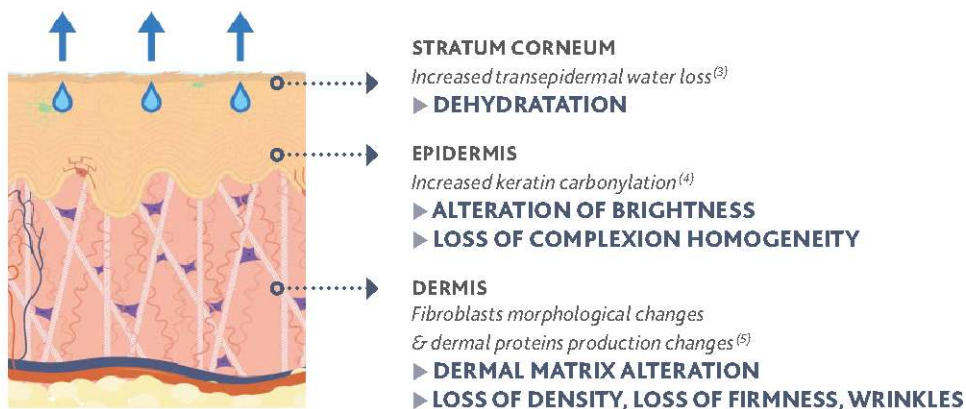 STRATUM CORNEUM
Increased transepidermal water loss(3)
▶ DEHYDRATATION
EPIDERMIS
Increased keratin carbonylation(4)
▶ ALTERATION OF BRIGHTNESS
▶ LOSS OF COMPLEXION HOMOGENEITY
DERMIS
Fibroblasts morphological changes
& dermal proteins production changes(5)
▶ DERMAL MATRIX ALTERATION
▶ LOSS OF DENSITY, LOSS OF FIRMNESS, WRINKLES